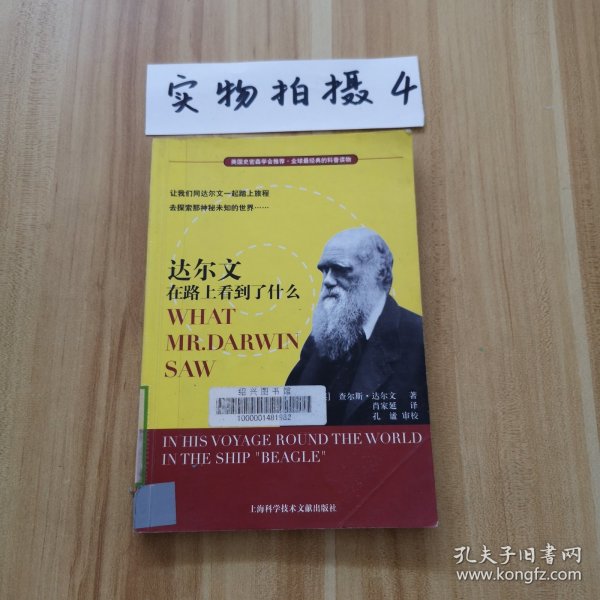 实物拍摄4
美国史密森学会推荐·全球最经典的科普读物
让我们同达尔文一起踏上旅程
去探索那神秘未知的世界……
达尔文
在路上看到了什么
WHAT
MR.DARWIN
SAW
绍兴图书馆
1000001481982
] 查尔斯·达尔文 著
肖家延 译
孔谧 审校
IN HIS VOYAGE ROUND THE WORLD
IN THE SHIP "BEAGLE"
上海科学技术文献出版社
孔夫子旧书网
www.kongfz.com